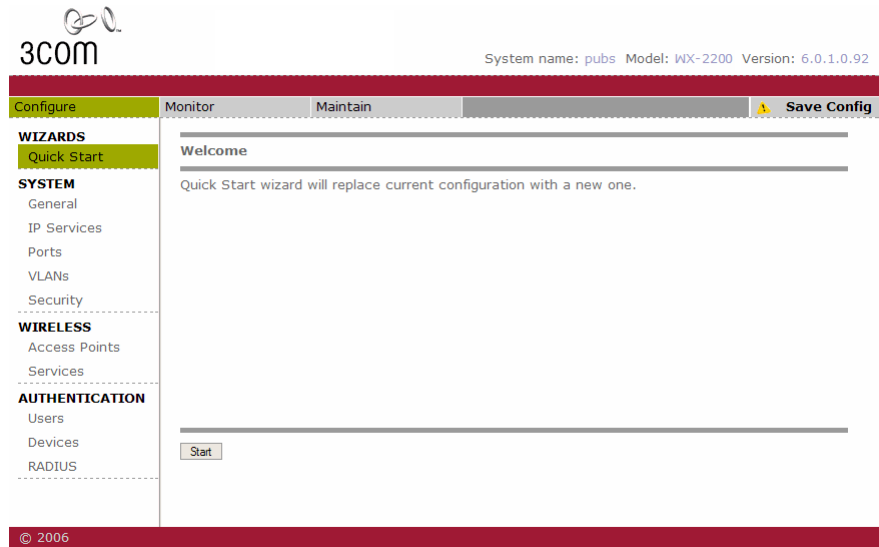 3COM
System name: pubs Model: WX-2200 Version: 6.0.1.0.92
Configure Monitor Maintain Save Config
WIZARDS
Quick Start
SYSTEM
General
IP Services
Ports
VLANs
Security
WIRELESS
Access Points
Services
AUTHENTICATION
Users
Devices
RADIUS
Welcome
Quick Start wizard will replace current configuration with a new one.
Start
© 2006